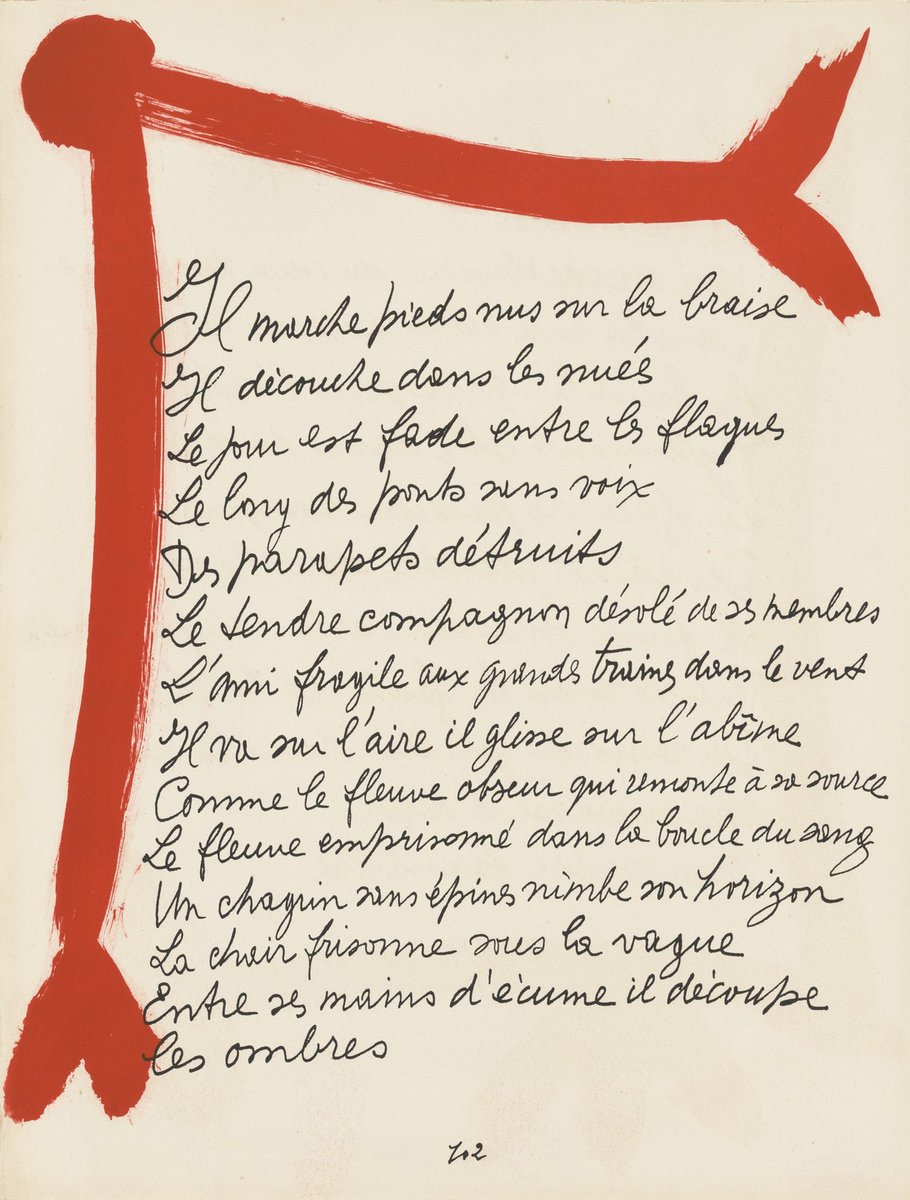 Il marche pieds nus sur la braise
Il découche dans les nués
Le jour est fade entre les flaques
Le long des ponts sans voix
Des parapets détruits
Le tendre compagnon désolé de ses membres
L'ami fragile aux grands trains dans le vent
Il va sur l'aire il glisse sur l'abîme
Comme le fleuve obscur qui remonte à sa source
Le fleuve emprisonné dans la boucle du sang
Un chagrin sans épines nimbe son horizon
La chair frisonne sous la vague
Entre ses mains d'écume il découpe
les ombres
102